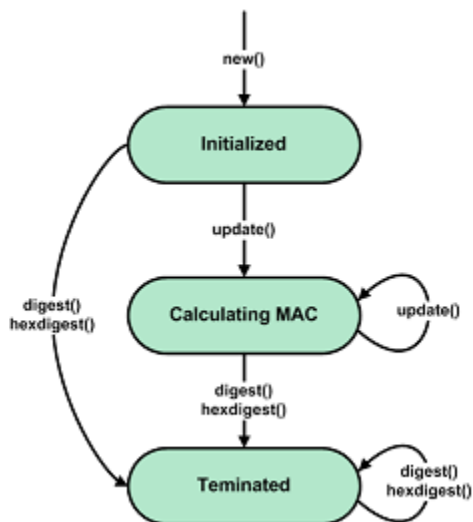 new()
Initialized
update()
digest()
hexdigest()
Calculating MAC
update()
digest()
hexdigest()
Teminated
digest()
hexdigest()